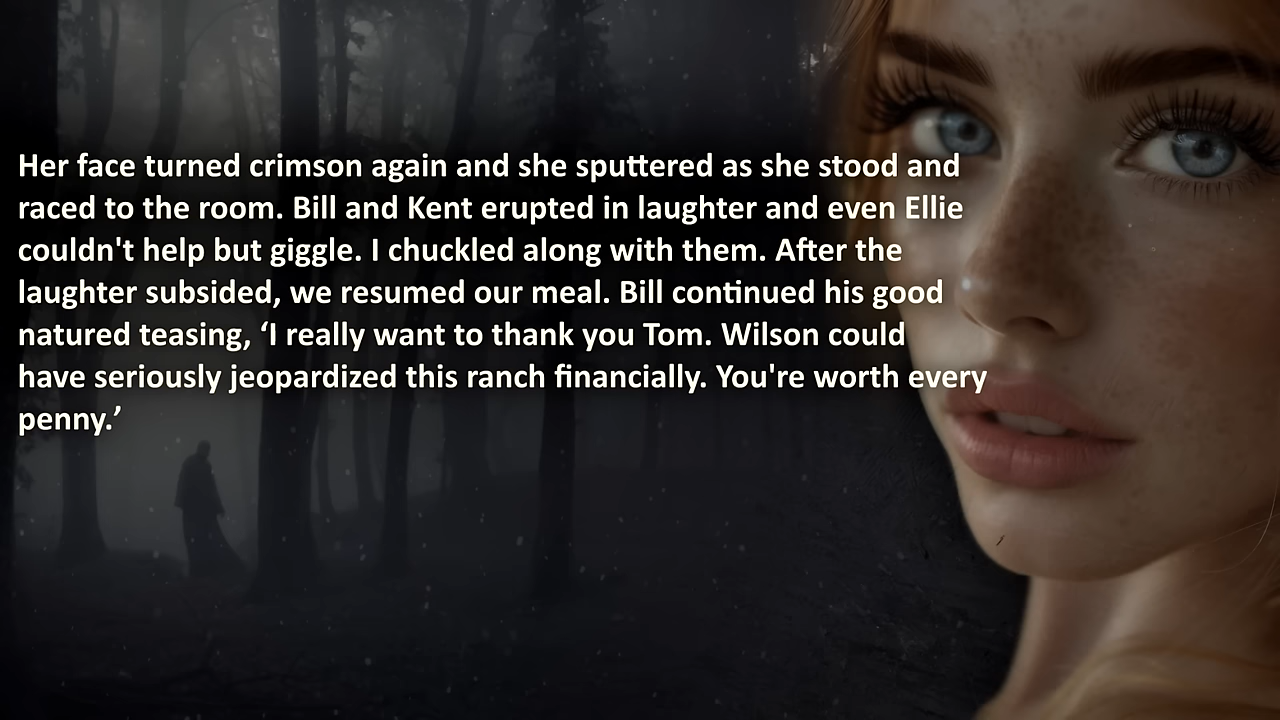 Her face turned crimson again and she sputtered as she stood and
raced to the room. Bill and Kent erupted in laughter and even Ellie
couldn't help but giggle. I chuckled along with them. After the
laughter subsided, we resumed our meal. Bill continued his good
natured teasing, ‘I really want to thank you Tom. Wilson could
have seriously jeopardized this ranch financially. You're worth every
penny.’